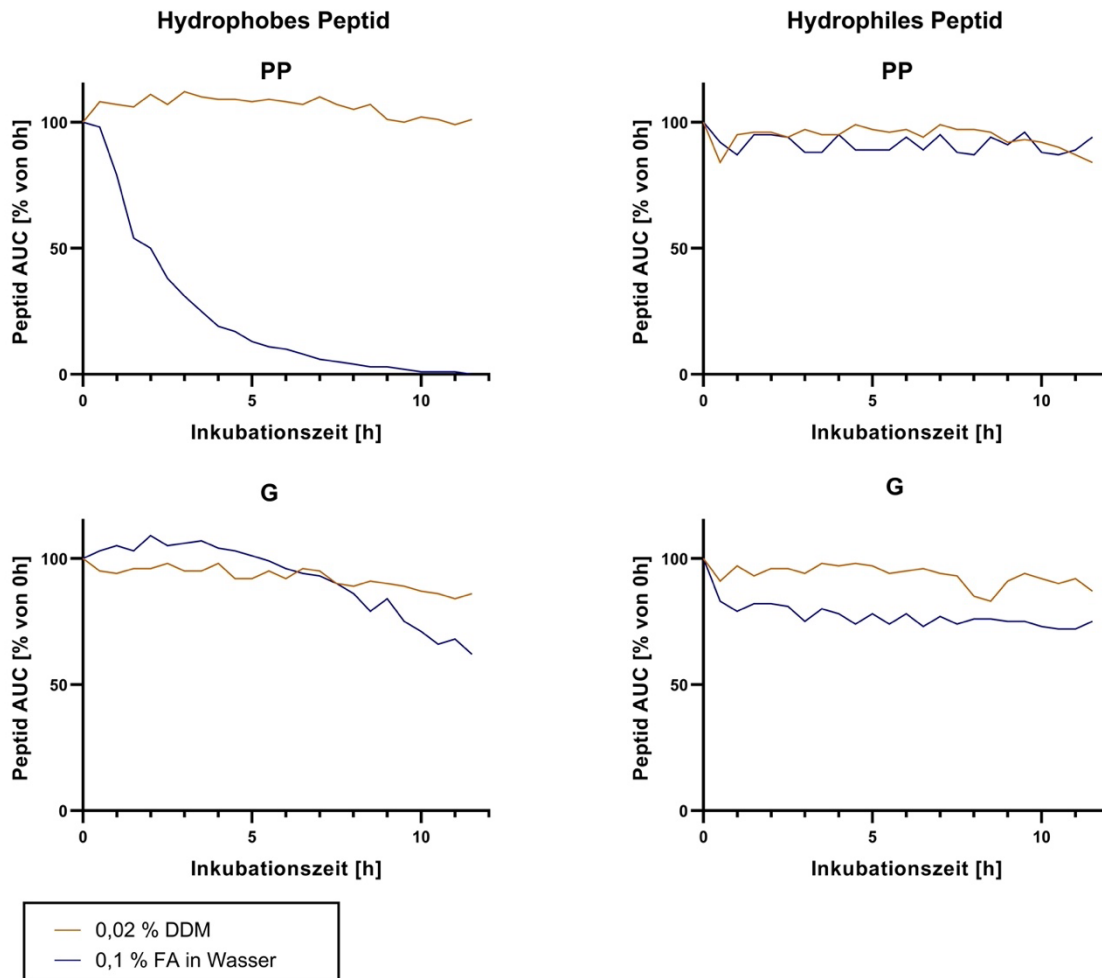 Hydrophobes Peptid
Hydrophiles Peptid
PP
Peptid AUC [% von 0h]
100
50
0
0
5
10
Inkubationszeit [h]
PP
Peptid AUC [% von 0h]
100
50
0
0
5
10
Inkubationszeit [h]
G
Peptid AUC [% von 0h]
100
50
0
0
5
10
Inkubationszeit [h]
G
Peptid AUC [% von 0h]
100
50
0
0
5
10
Inkubationszeit [h]
0,02 % DDM
0,1 % FA in Wasser